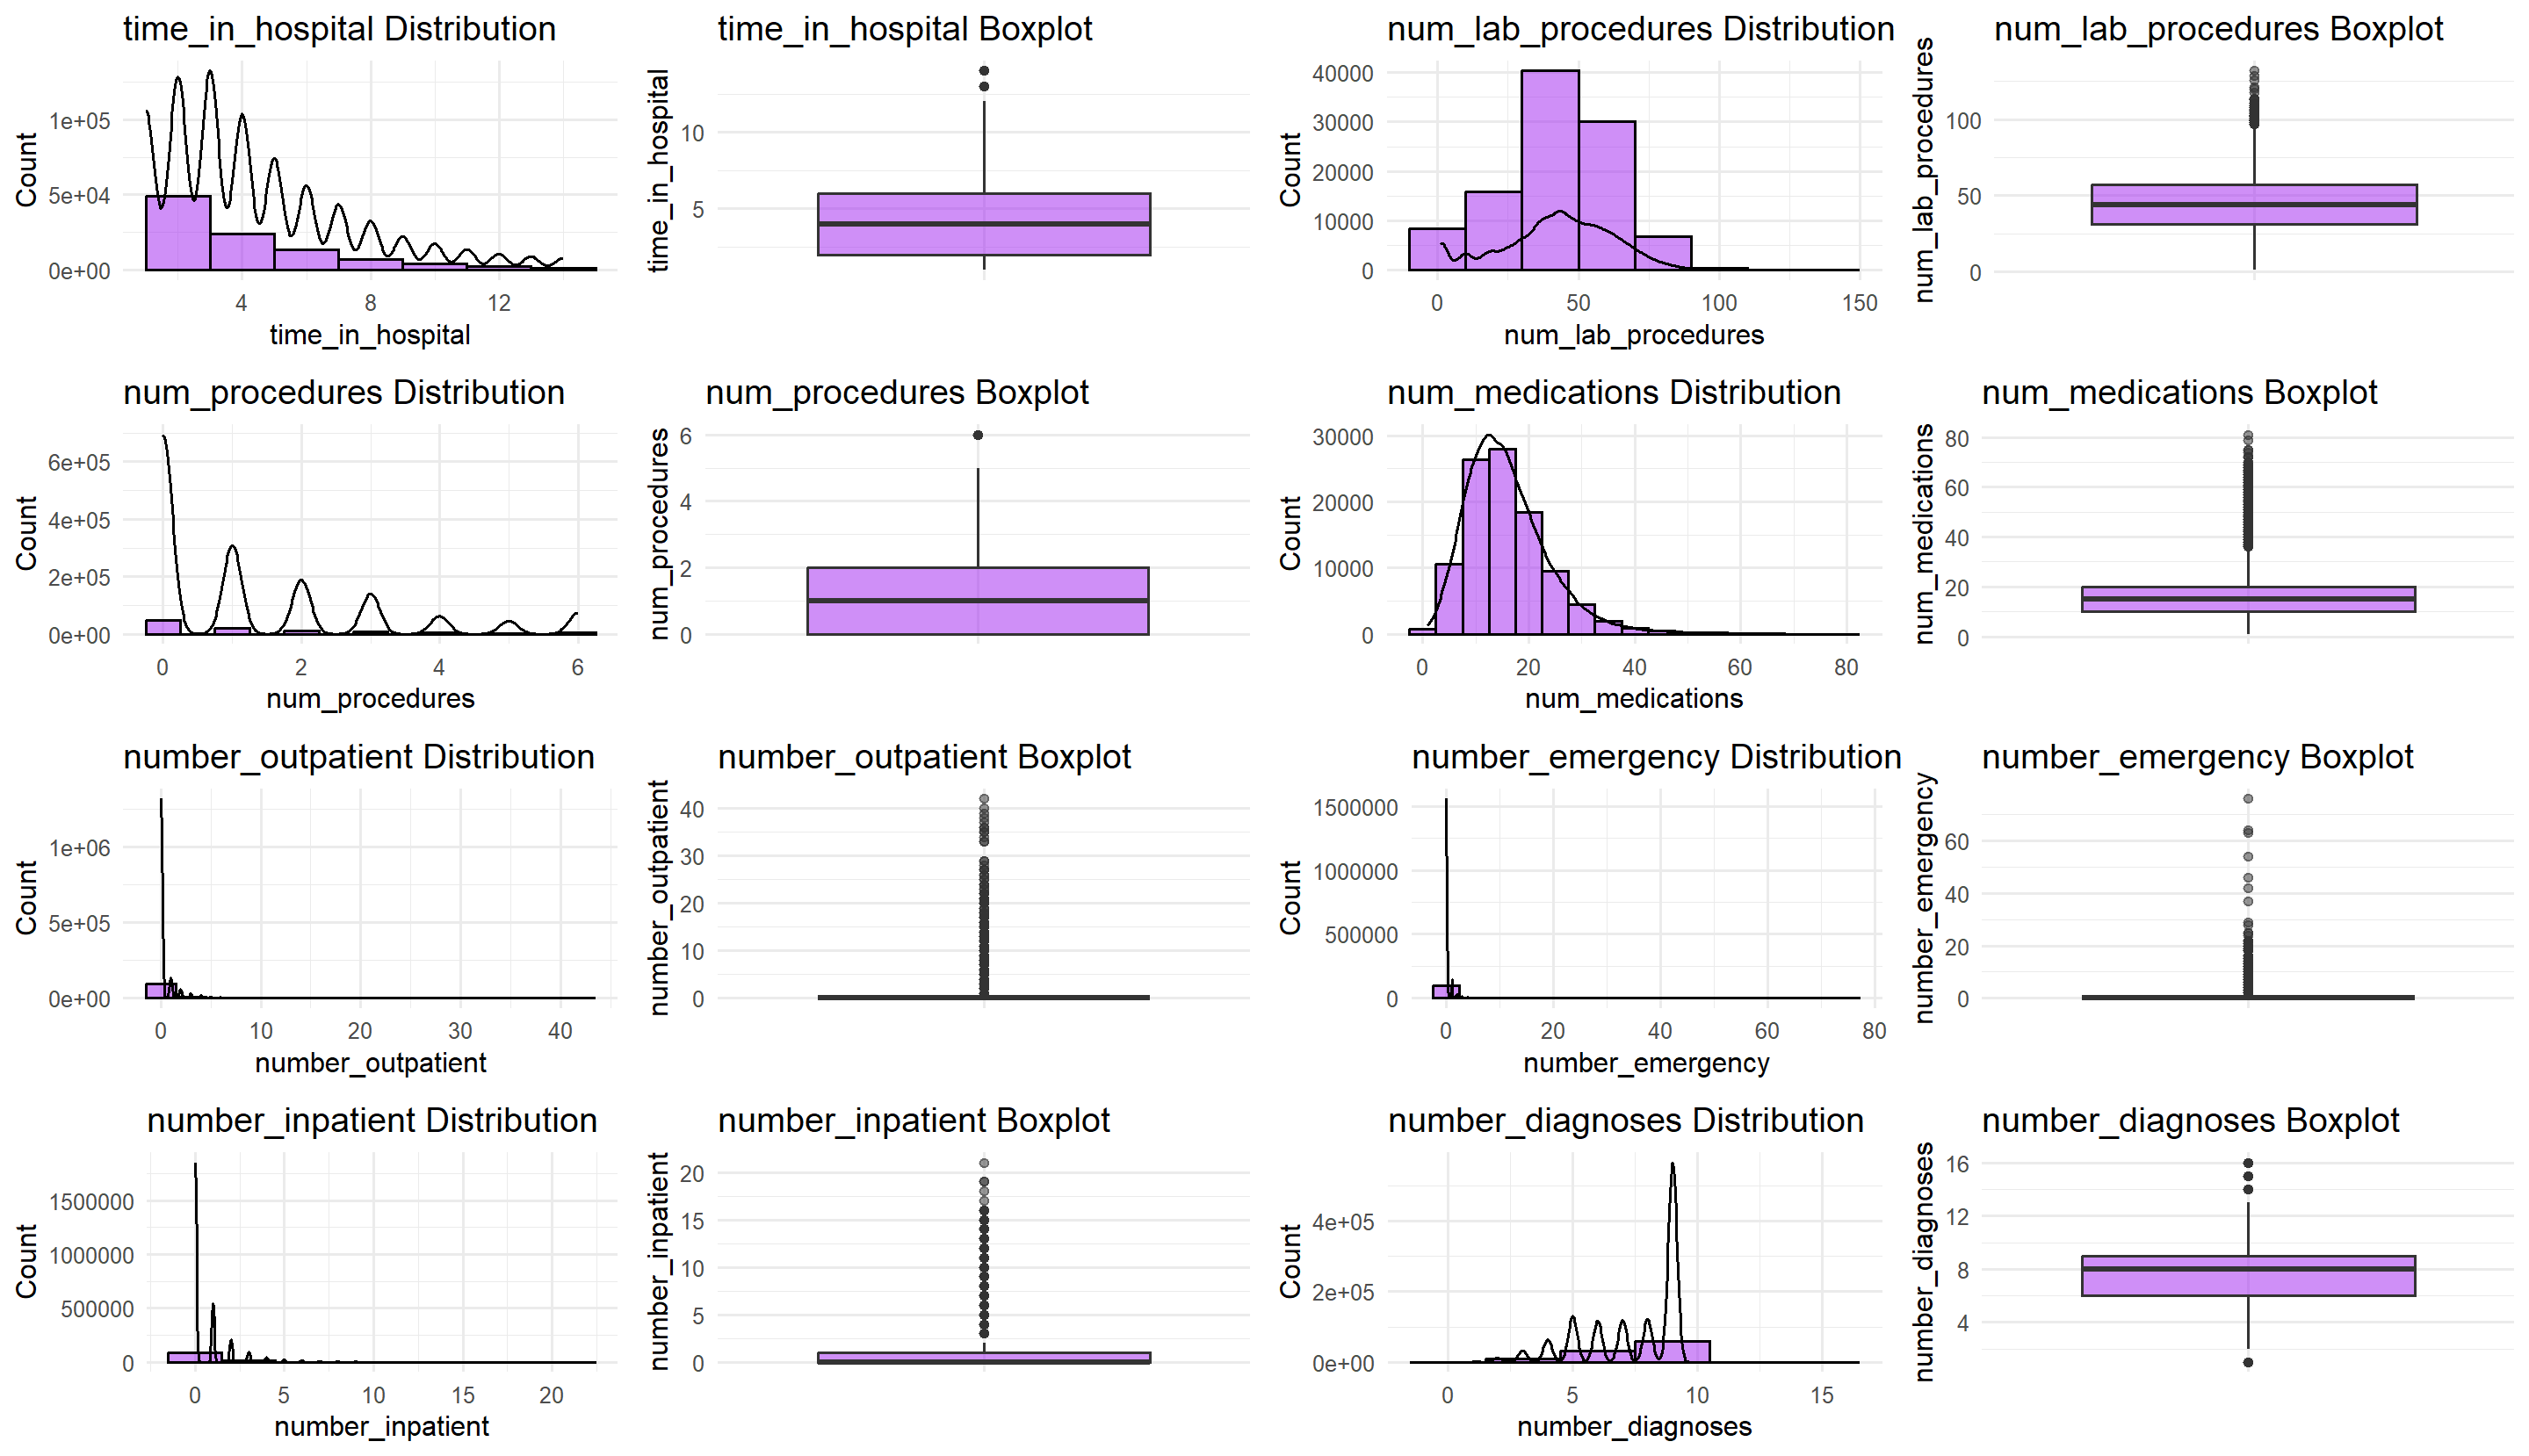 time_in_hospital Distribution
Count
1e+05
5e+04
0e+00
4 8 12
time_in_hospital
time_in_hospital Boxplot
time_in_hospital
10
5
num_lab_procedures Distribution
Count
40000
30000
20000
10000
0
0 50 100 150
num_lab_procedures
num_lab_procedures Boxplot
num_lab_procedures
100
50
0
num_procedures Distribution
Count
6e+05
4e+05
2e+05
0e+00
0 2 4 6
num_procedures
num_procedures Boxplot
num_procedures
6
4
2
0
num_medications Distribution
Count
30000
20000
10000
0
0 20 40 60 80
num_medications
num_medications Boxplot
num_medications
80
60
40
20
0
number_outpatient Distribution
Count
1e+06
5e+05
0e+00
0 10 20 30 40
number_outpatient
number_outpatient Boxplot
number_outpatient
40
30
20
10
0
number_emergency Distribution
Count
1500000
1000000
500000
0
0 20 40 60 80
number_emergency
number_emergency Boxplot
number_emergency
60
40
20
0
number_inpatient Distribution
Count
1500000
1000000
500000
0
0 5 10 15 20
number_inpatient
number_inpatient Boxplot
number_inpatient
20
15
10
5
0
number_diagnoses Distribution
Count
4e+05
2e+05
0e+00
0 5 10 15
number_diagnoses
number_diagnoses Boxplot
number_diagnoses
16
12
8
4